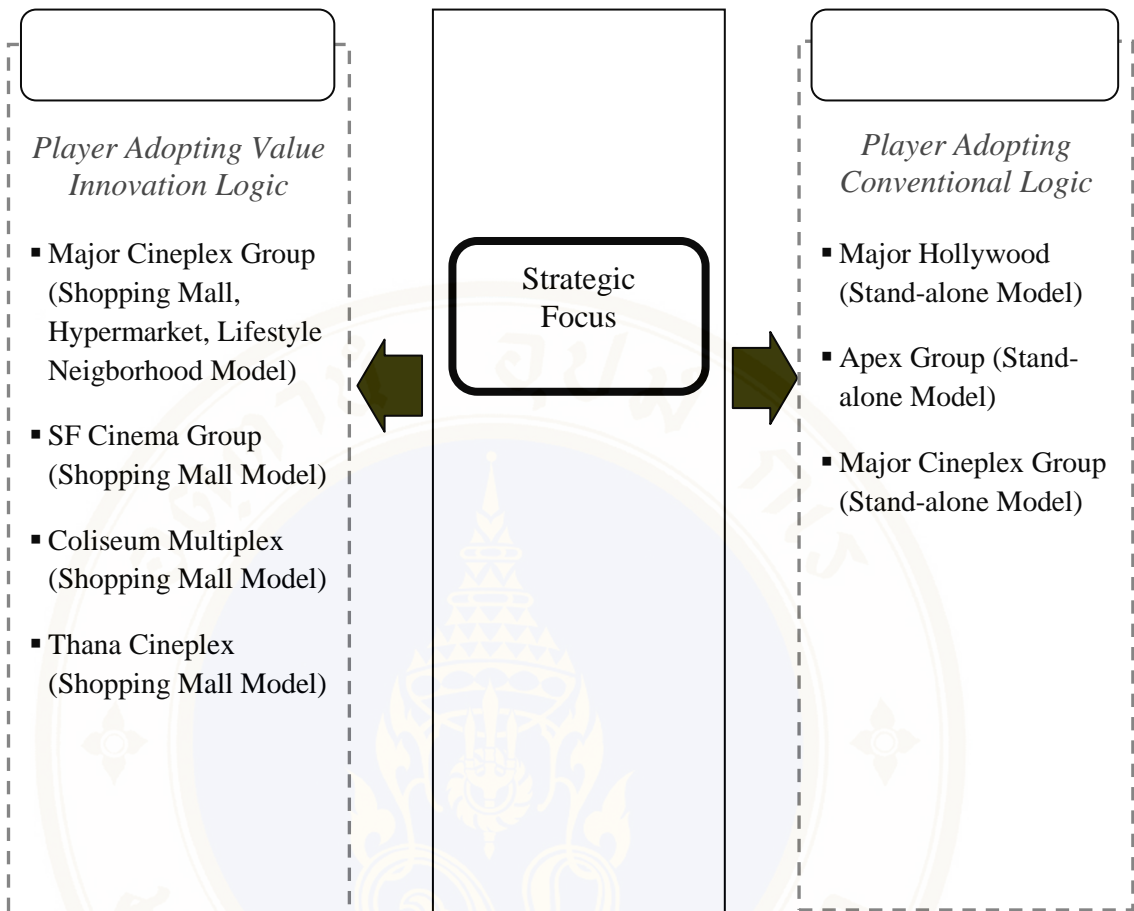 Player Adopting Value
Innovation Logic
▪ Major Cineplex Group
(Shopping Mall,
Hypermarket, Lifestyle
Neigborhood Model)
▪ SF Cinema Group
(Shopping Mall Model)
▪ Coliseum Multiplex
(Shopping Mall Model)
▪ Thana Cineplex
(Shopping Mall Model)
Strategic
Focus
Player Adopting
Conventional Logic
▪ Major Hollywood
(Stand-alone Model)
▪ Apex Group (Stand-
alone Model)
▪ Major Cineplex Group
(Stand-alone Model)